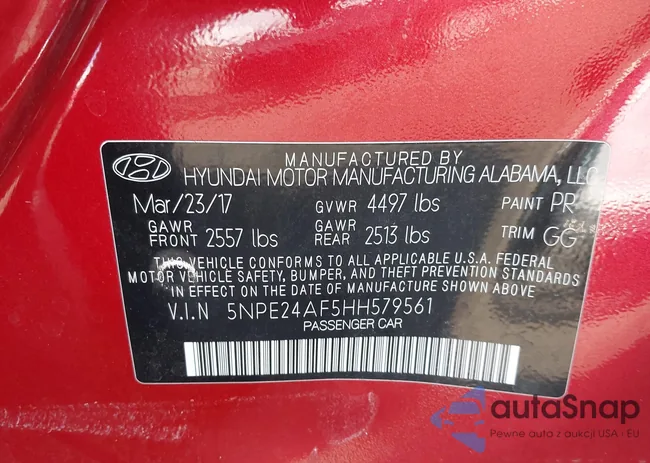 MANUFACTURED BY
HYUNDAI MOTOR MANUFACTURING ALABAMA, LLC
Mar/23/17 GVWR 4497 lbs PAINT PR
GAWR FRONT 2557 lbs GAWR REAR 2513 lbs TRIM GG
THIS VEHICLE CONFORMS TO ALL APPLICABLE U.S.A. FEDERAL
MOTOR VEHICLE SAFETY, BUMPER, AND THEFT PREVENTION STANDARDS
IN EFFECT ON THE DATE OF MANUFACTURE SHOWN ABOVE
V.I.N 5NPE24AF5HH579561
PASSENGER CAR
autaSnap
Pewne auto z aukcji USA · EU